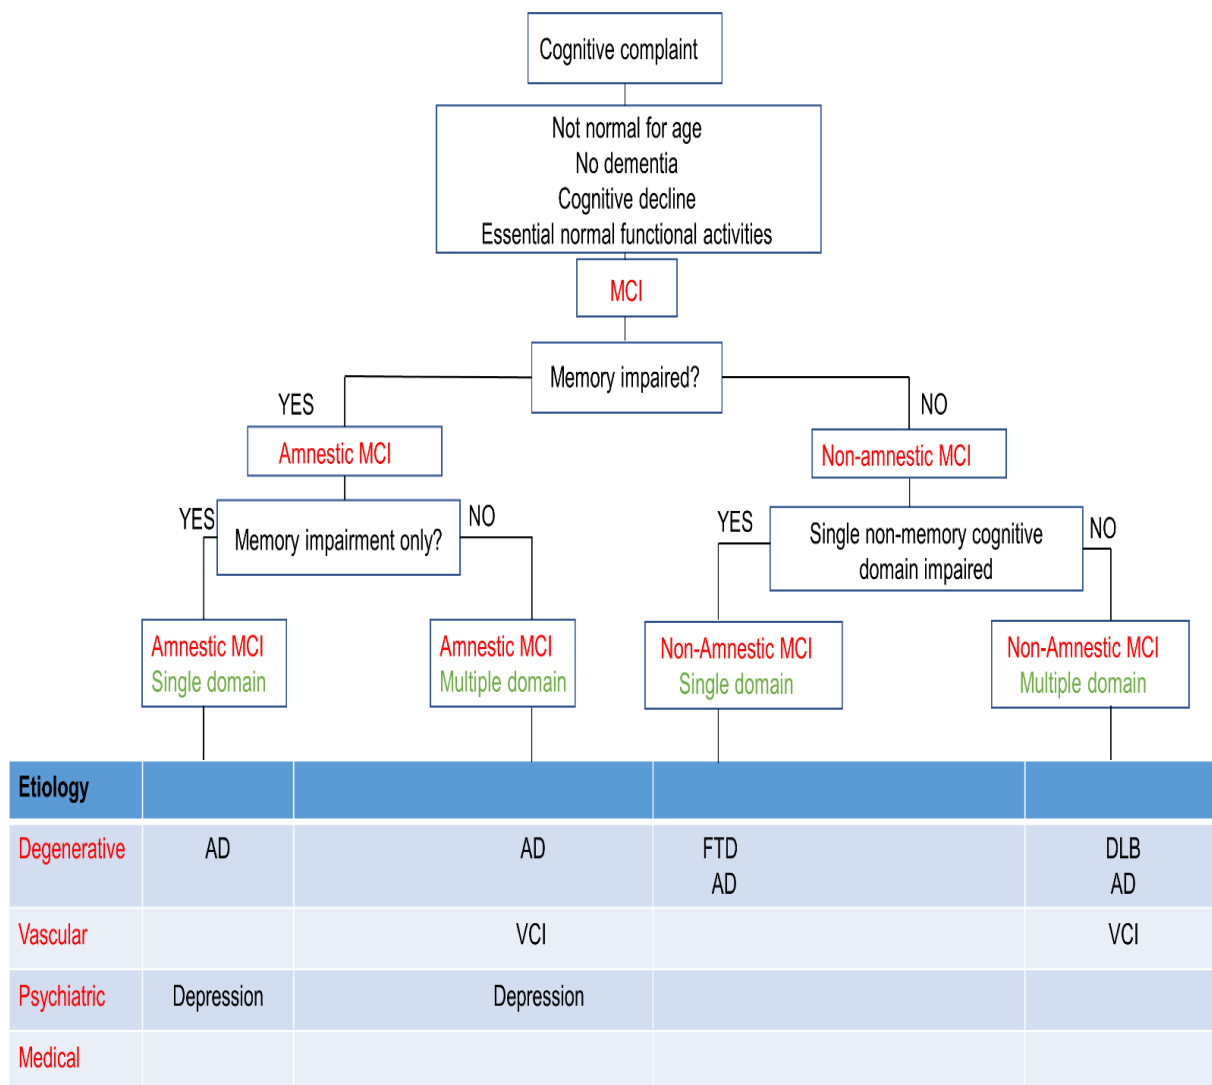 Cognitive complaint
Not normal for age
No dementia
Cognitive decline
Essential normal functional activities
MCI
Memory impaired?
YES
NO
Amnestic MCI
Non-amnestic MCI
YES
Memory impairment only?
NO
YES
Single non-memory cognitive
domain impaired
NO
Amnestic MCI
Single domain
Amnestic MCI
Multiple domain
Non-Amnestic MCI
Single domain
Non-Amnestic MCI
Multiple domain
Etiology
Degenerative AD AD FTD DLB
AD AD
Vascular VCI VCI
Psychiatric Depression Depression
Medical